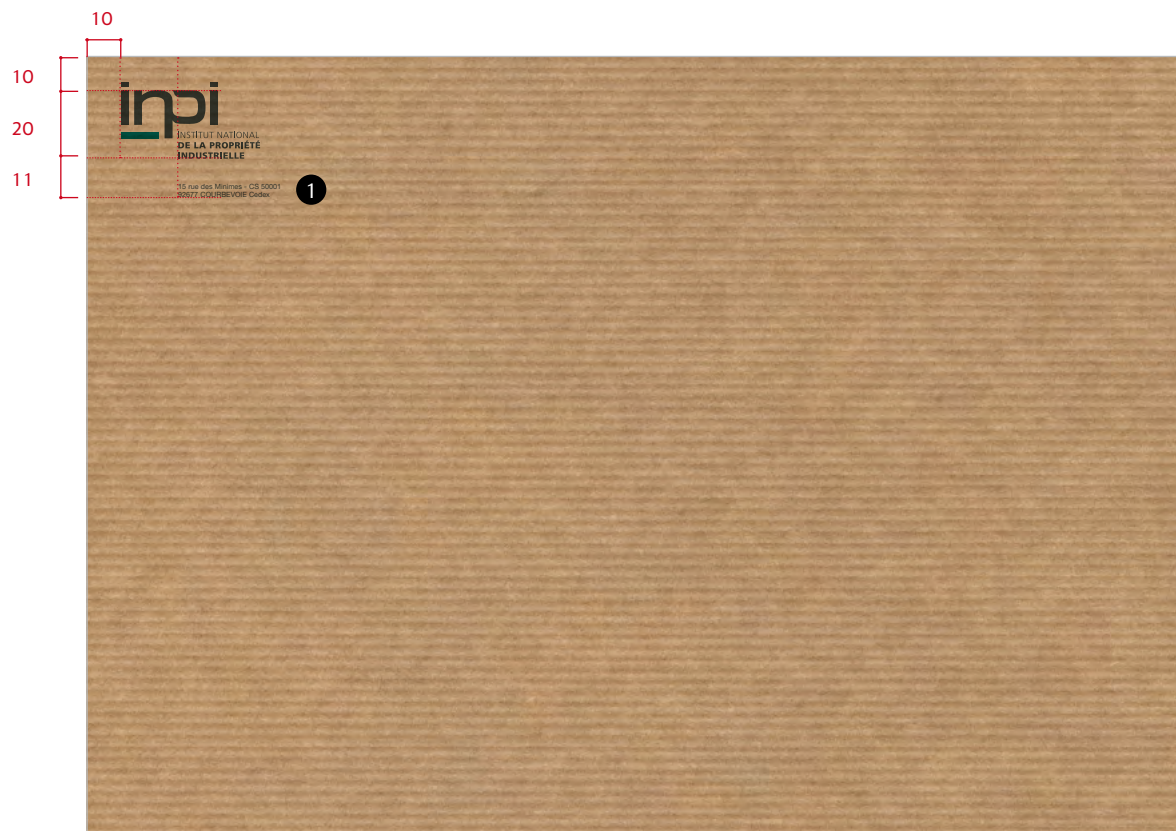 10
10
20
11
inpi
INSTITUT NATIONAL
DE LA PROPRIÉTÉ
INDUSTRIELLE
15 rue des Minimes - CS 50001
92677 COURBEVOIE Cedex
1